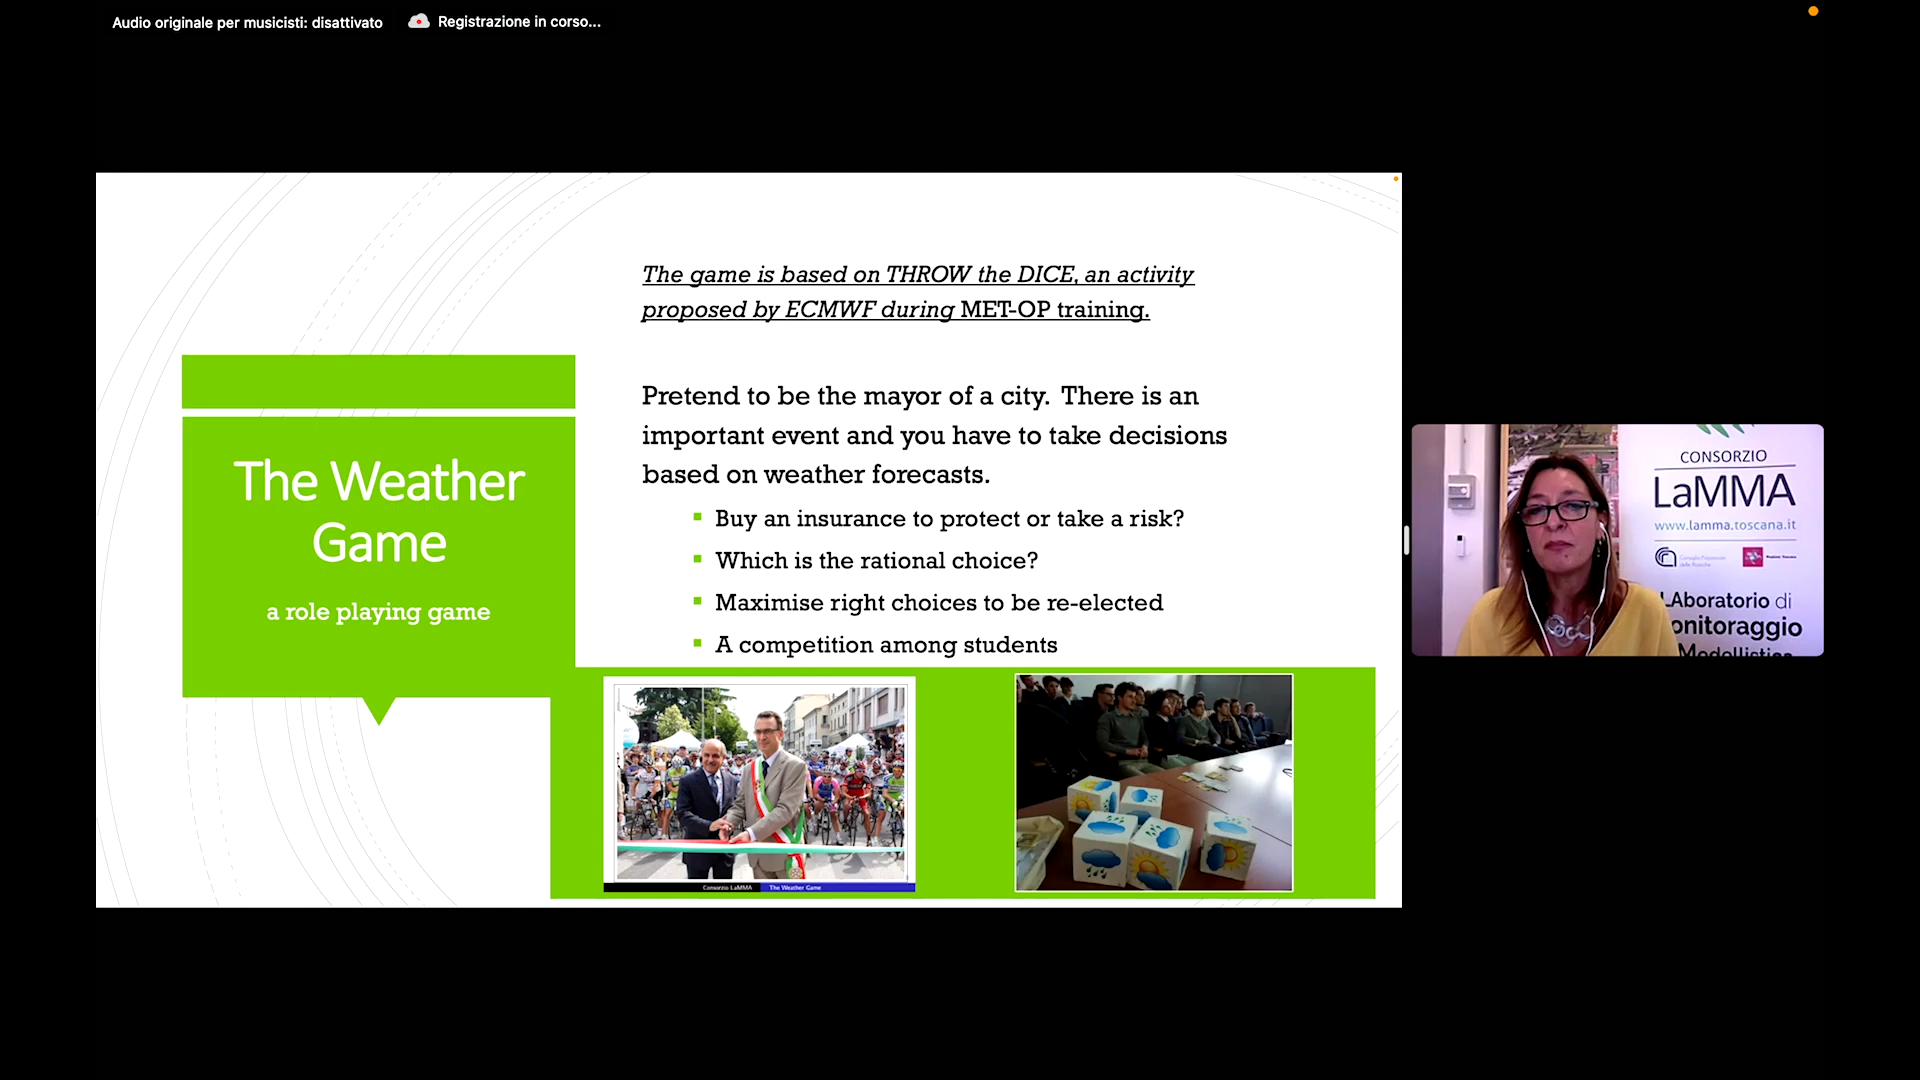 Audio originale per musicisti: disattivato
Registrazione in corso...
The game is based on THROW the DICE, an activity
proposed by ECMWF during MET-OP training.
The Weather
Game
a role playing game
Pretend to be the mayor of a city. There is an
important event and you have to take decisions
based on weather forecasts.
Buy an insurance to protect or take a risk?
Which is the rational choice?
Maximise right choices to be re-elected
A competition among students
Consorzio LaMMA
The Weather Game
CONSORZIO
LaMMA
www.lamma.toscana.it
LAboratorio di
onitoraggio
Modellistica